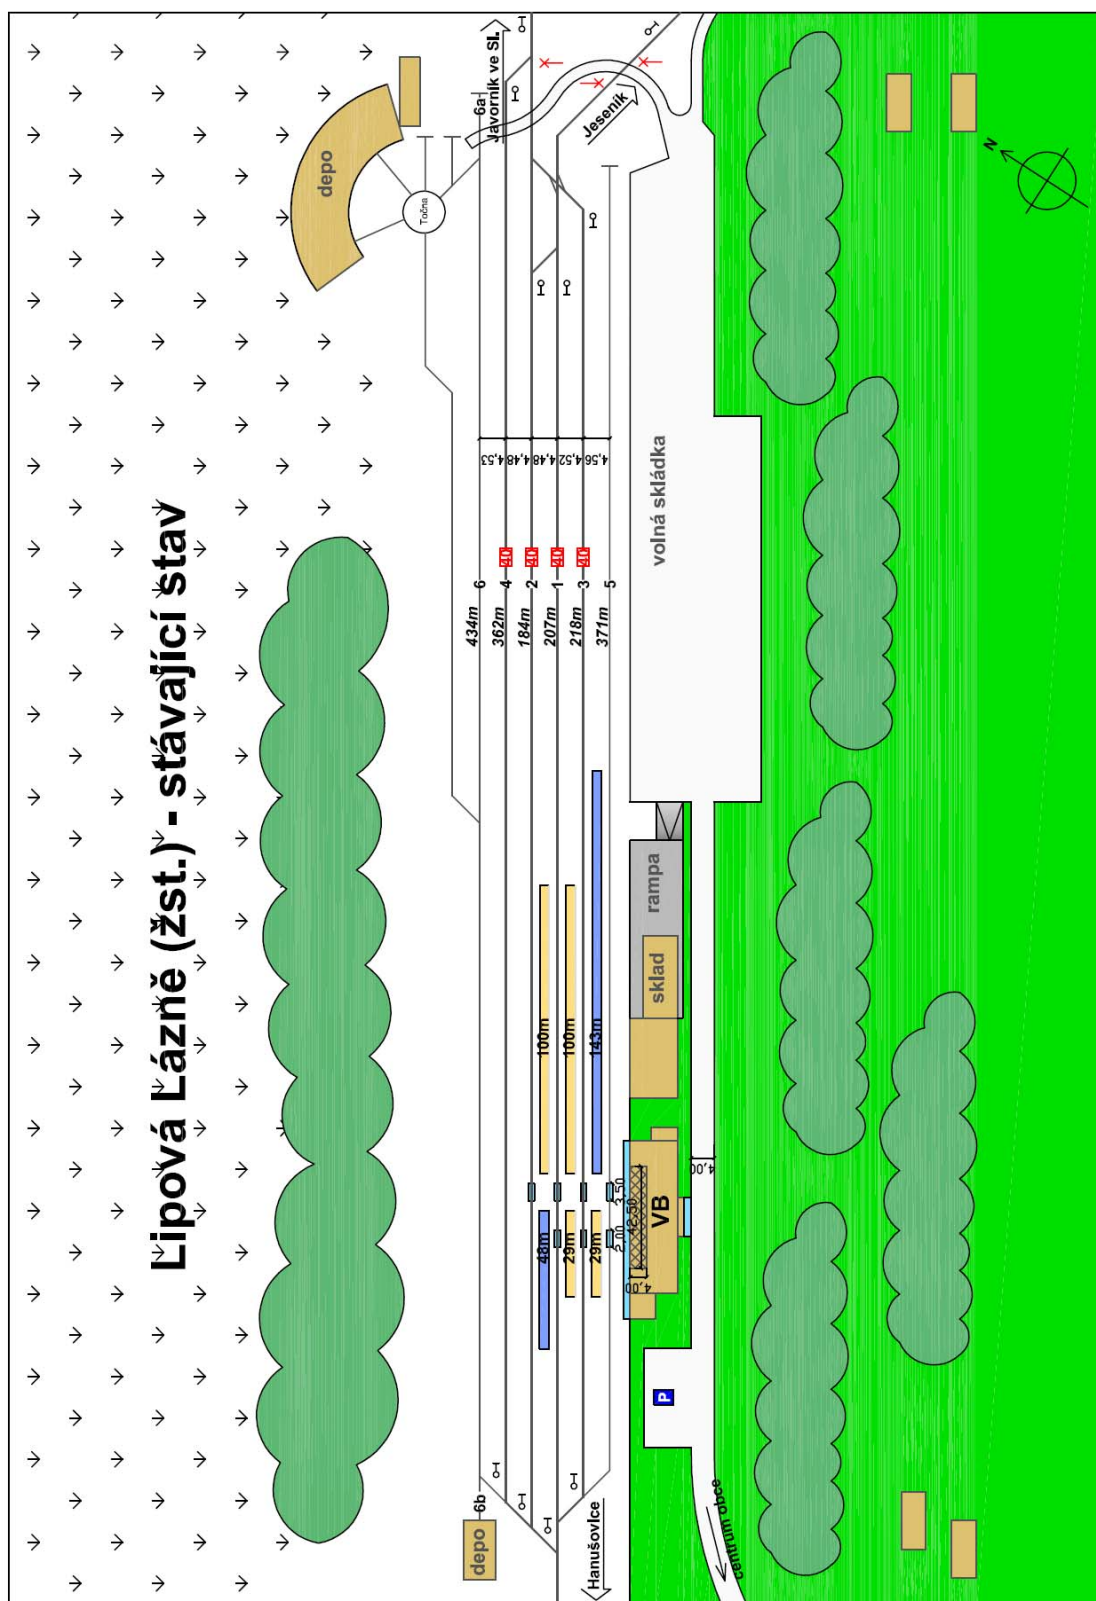 Lipová Lázně (žst.) - stávající stav
depo
Točna
6a
Javorník ve Sl.
Jeseník
N
4,53
4,48
4,48
4,52
4,56
volná skládka
40
40
40
40
434m 6
362m 4
184m 2
207m 1
218m 3
371m 5
rampa
sklad
100m
100m
143m
48m
29m
29m
2,00
42,50
3,50
4,00
4,00
VB
P
6b
depo
Hanušovice
centrum obce